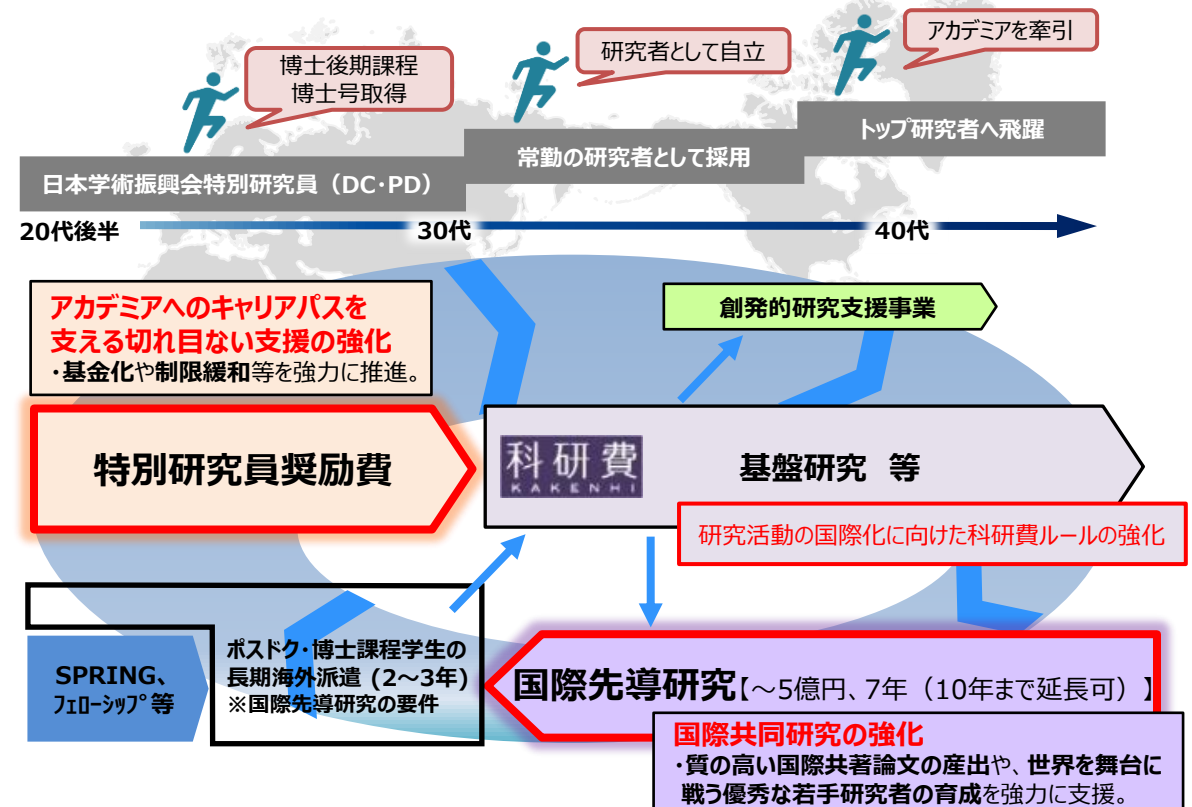 博士後期課程
博士号取得
研究者として自立
アカデミアを牽引
日本学術振興会特別研究員（DC･PD）
常勤の研究者として採用
トップ研究者へ飛躍
20代後半
30代
40代
アカデミアへのキャリアパスを
支える切れ目ない支援の強化
･基金化や制限緩和等を強力に推進。
創発的研究支援事業
特別研究員奨励費
科研費
KAKENHI
基盤研究 等
研究活動の国際化に向けた科研費ルールの強化
SPRING、
ﾌｪﾛｰｼｯﾌﾟ等
ポスドク･博士課程学生の
長期海外派遣 (2～3年)
※国際先導研究の要件
国際先導研究【～5億円、7年（10年まで延長可）】
国際共同研究の強化
･質の高い国際共著論文の産出や、世界を舞台に
戦う優秀な若手研究者の育成を強力に支援。